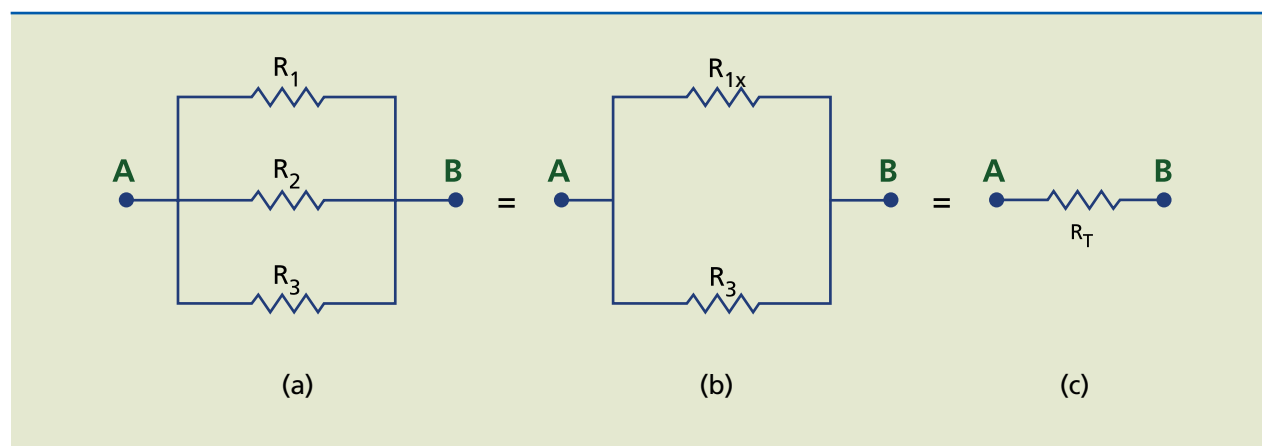 R1 R1x
A R2 B = A B = A B
RT
R3 R3
(a) (b) (c)